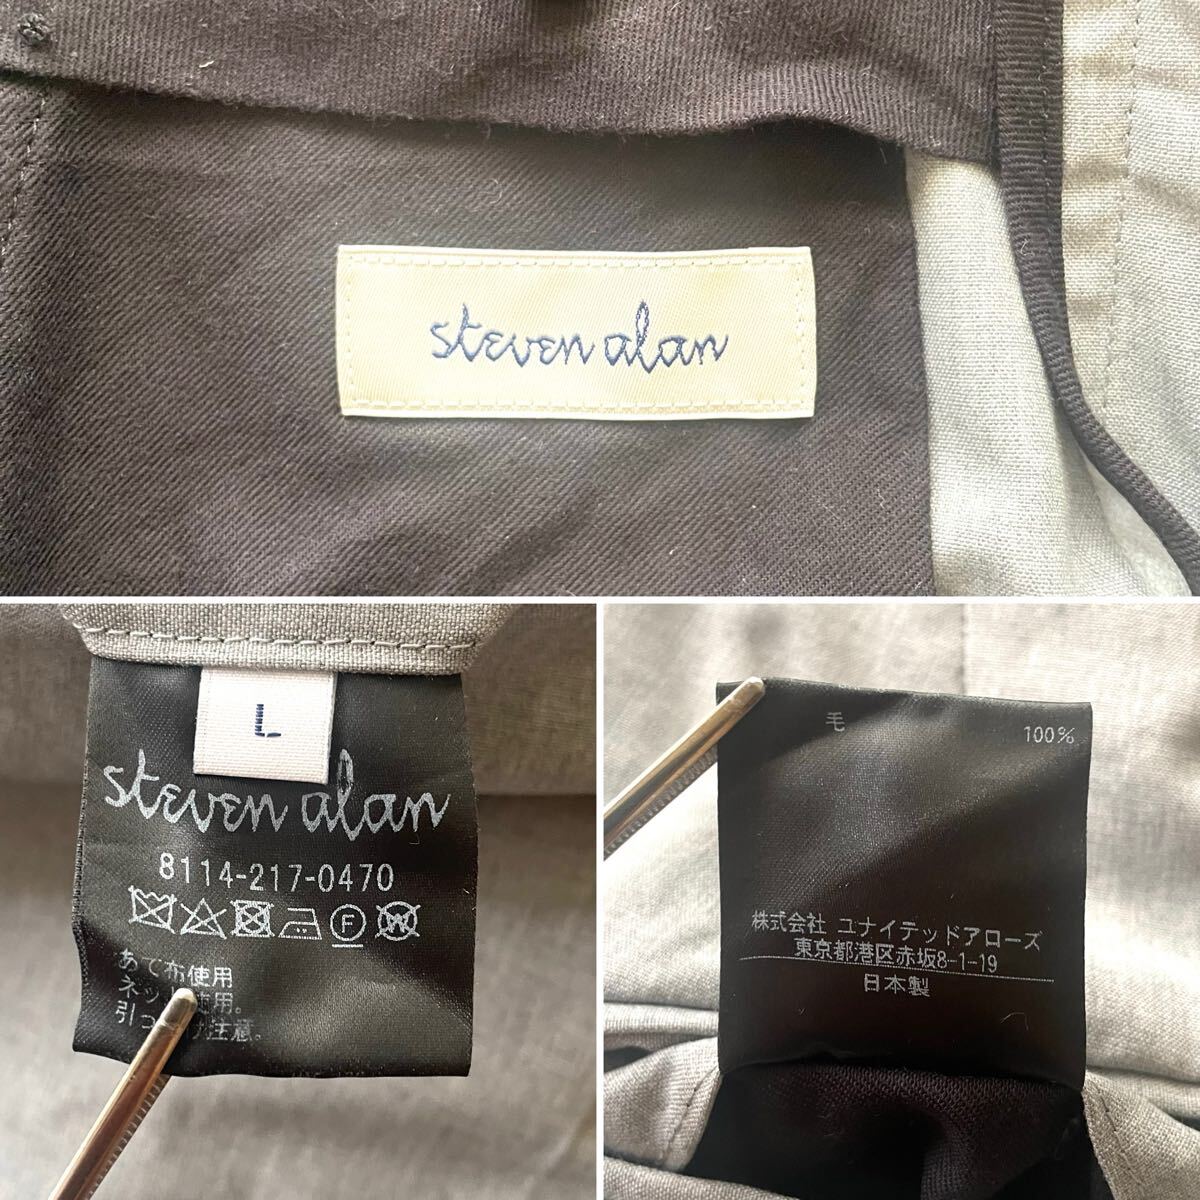 steven alan
L
steven alan
8114-217-0470
F
W
あて布使用
ネッ 使用。
引っ け注意。
毛 100%
株式会社 ユナイテッドアローズ
東京都港区赤坂8-1-19
日本製